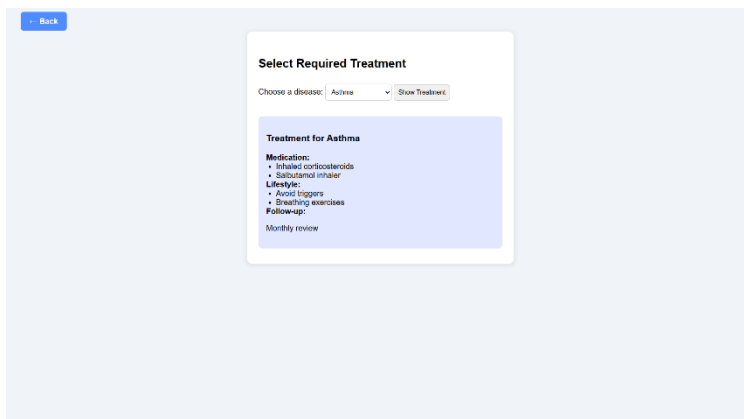 ← Back
Select Required Treatment
Choose a disease: Asthma Show Treatment
Treatment for Asthma
Medication:
• Inhaled corticosteroids
• Salbutamol inhaler
Lifestyle:
• Avoid triggers
• Breathing exercises
Follow-up:
Monthly review